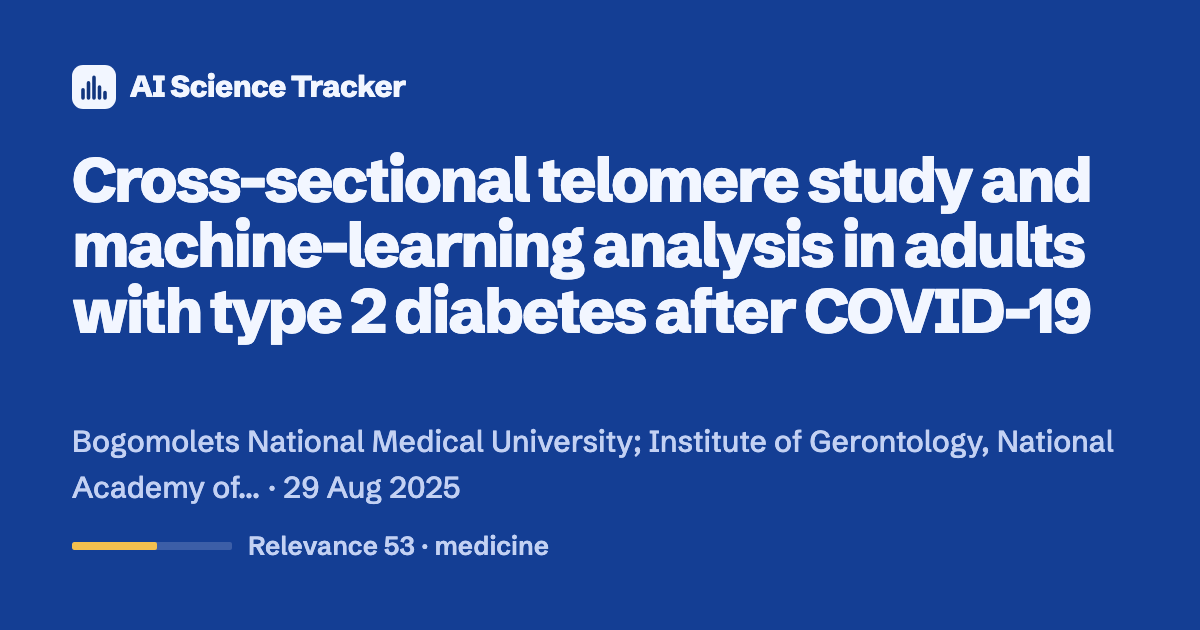 AI Science Tracker
Cross-sectional telomere study and
machine-learning analysis in adults
with type 2 diabetes after COVID-19
Bogomolets National Medical University; Institute of Gerontology, National
Academy of... · 29 Aug 2025
Relevance 53 · medicine